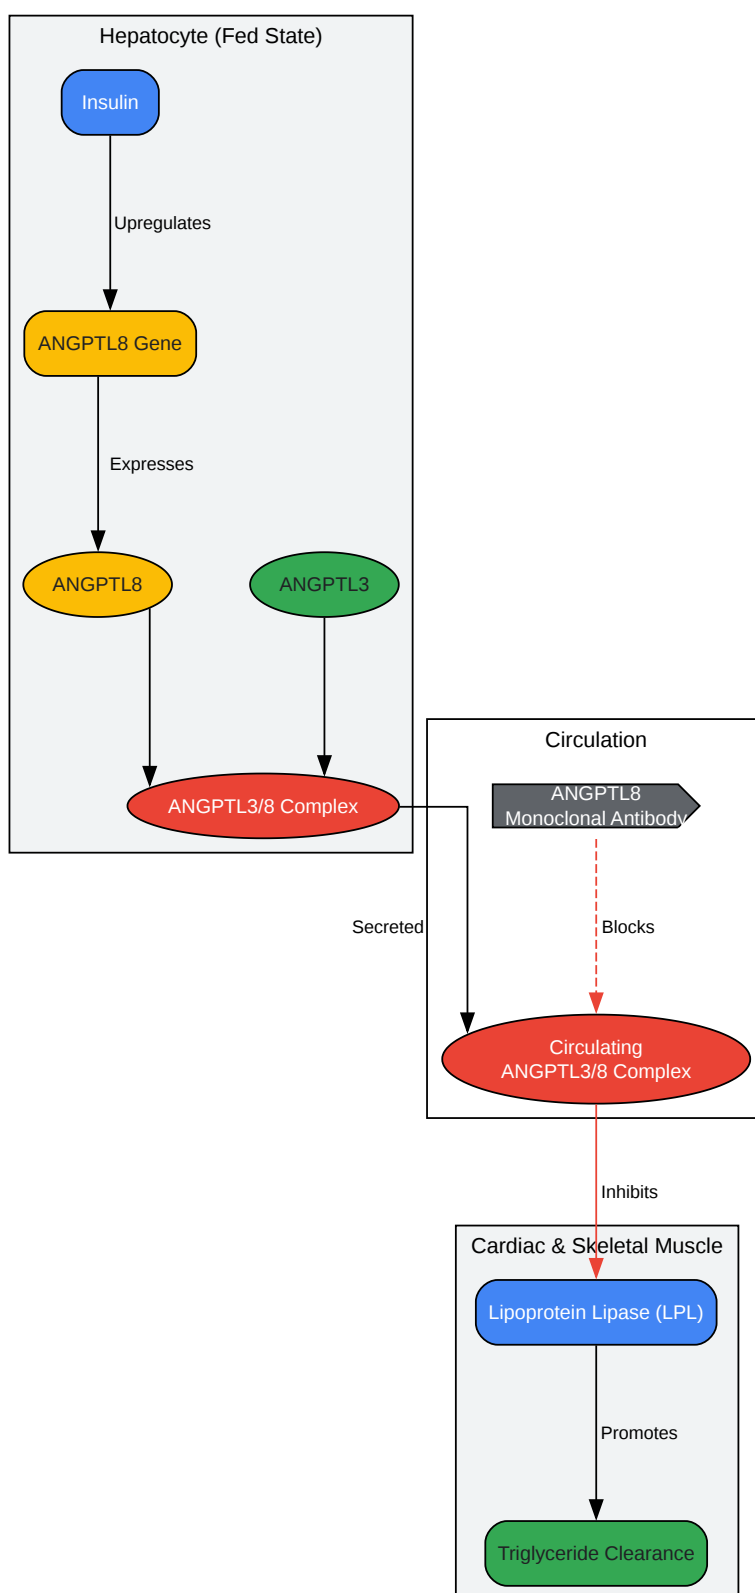 Hepatocyte (Fed State)
Insulin
Upregulates
ANGPTL8 Gene
Expresses
ANGPTL8
ANGPTL3
ANGPTL3/8 Complex
Circulation
ANGPTL8
Monoclonal Antibody
Secreted
Blocks
Circulating
ANGPTL3/8 Complex
Inhibits
Cardiac & Skeletal Muscle
Lipoprotein Lipase (LPL)
Promotes
Triglyceride Clearance